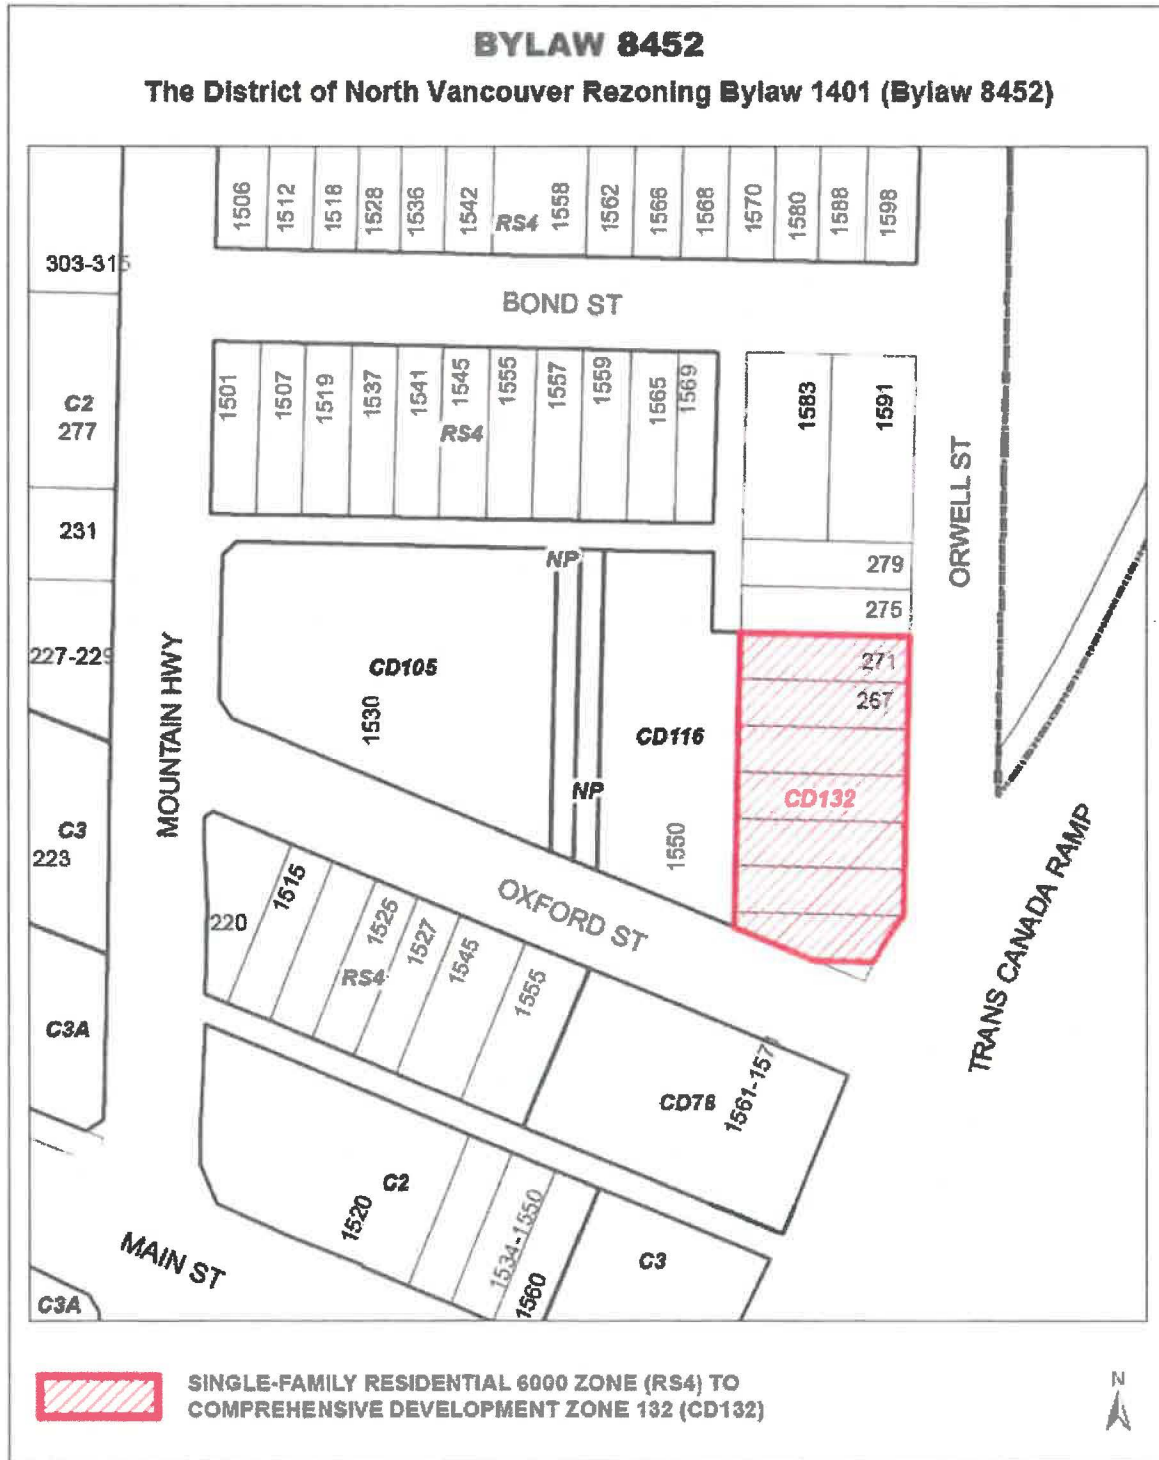 BYLAW 8452
The District of North Vancouver Rezoning Bylaw 1401 (Bylaw 8452)
1506
1512
1518
1528
1536
1542
RS4
1558
1562
1566
1568
1570
1580
1588
1598
303-315
BOND ST
C2
277
1501
1507
1519
1537
1541
1545
RS4
1555
1557
1559
1565
1569
1583
1591
ORWELL ST
231
NP
279
275
227-229
MOUNTAIN HWY
CD105
1530
CD116
271
267
NP
CD132
C3
223
1550
TRANS CANADA RAMP
OXFORD ST
220
1515
1525
1527
1545
1555
RS4
C3A
CD78
1561-157
C2
1520
1534-1550
1560
C3
MAIN ST
C3A
SINGLE-FAMILY RESIDENTIAL 6000 ZONE (RS4) TO
COMPREHENSIVE DEVELOPMENT ZONE 132 (CD132)
N